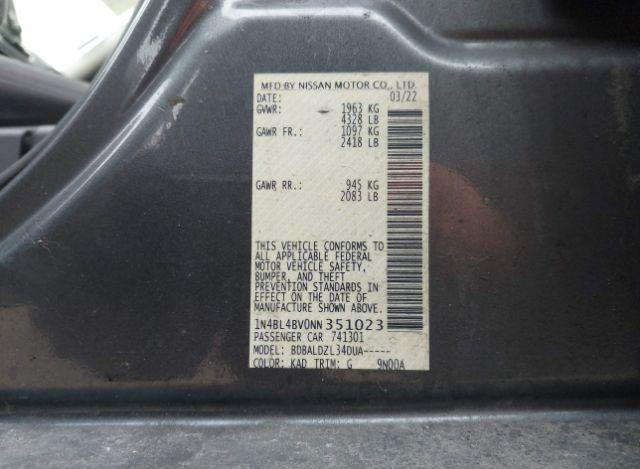 MFD BY NISSAN MOTOR CO., LTD.
DATE: 03/22
GVWR: 1963 KG
4328 LB
GAWR FR.: 1097 KG
2418 LB
GAWR RR.: 945 KG
2083 LB
THIS VEHICLE CONFORMS TO
ALL APPLICABLE FEDERAL
MOTOR VEHICLE SAFETY,
BUMPER, AND THEFT
PREVENTION STANDARDS IN
EFFECT ON THE DATE OF
MANUFACTURE SHOWN ABOVE.
1N4BL4BV0NN351023
PASSENGER CAR 741301
MODEL: BDBALDZL34DUA-----
COLOR: KAD TRIM: G 9N00A